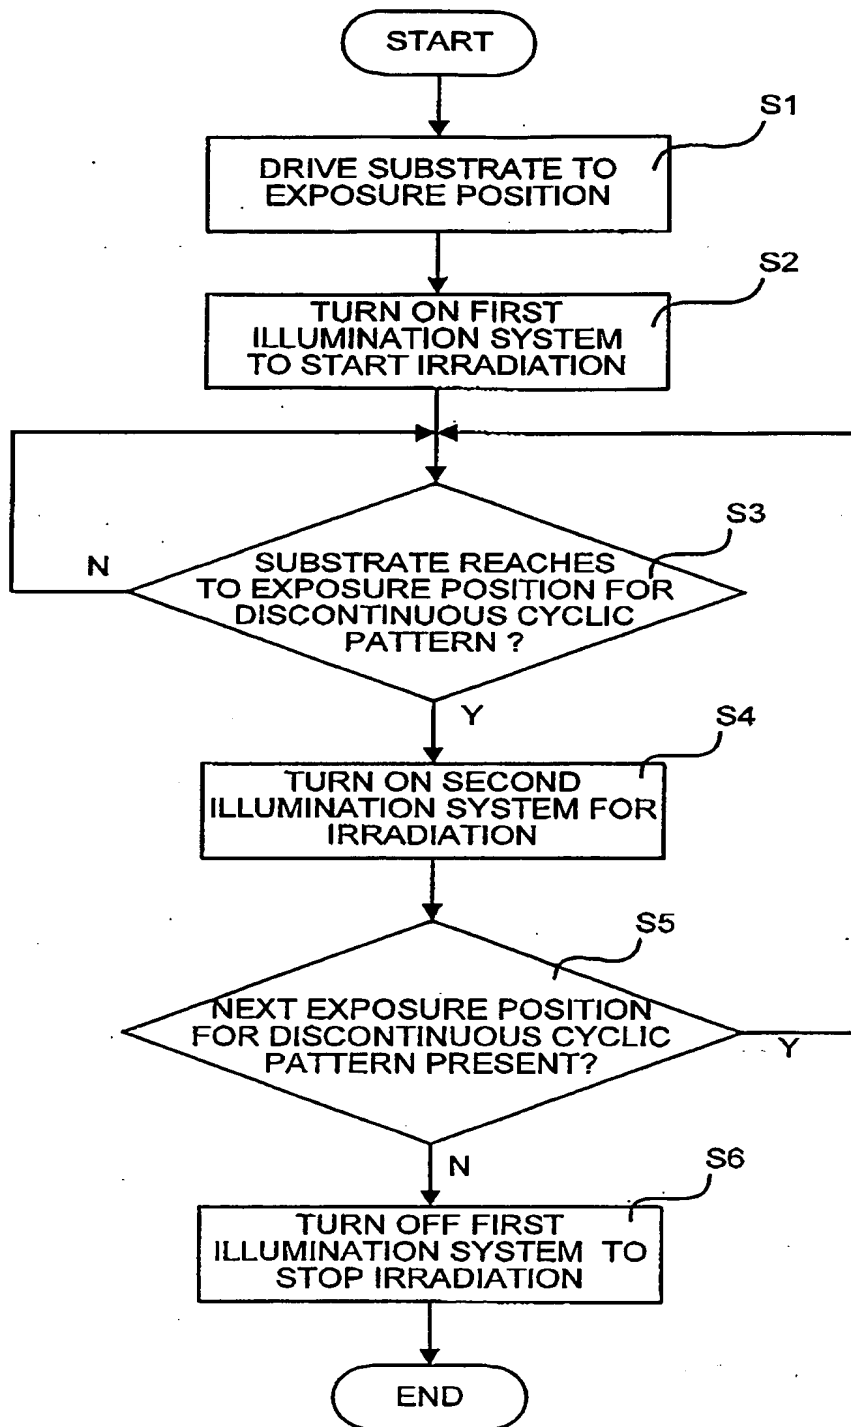 START
S1
DRIVE SUBSTRATE TO
EXPOSURE POSITION
S2
TURN ON FIRST
ILLUMINATION SYSTEM
TO START IRRADIATION
S3
N
SUBSTRATE REACHES
TO EXPOSURE POSITION FOR
DISCONTINUOUS CYCLIC
PATTERN ?
Y
S4
TURN ON SECOND
ILLUMINATION SYSTEM FOR
IRRADIATION
S5
NEXT EXPOSURE POSITION
FOR DISCONTINUOUS CYCLIC
PATTERN PRESENT?
Y
N
S6
TURN OFF FIRST
ILLUMINATION SYSTEM TO
STOP IRRADIATION
END